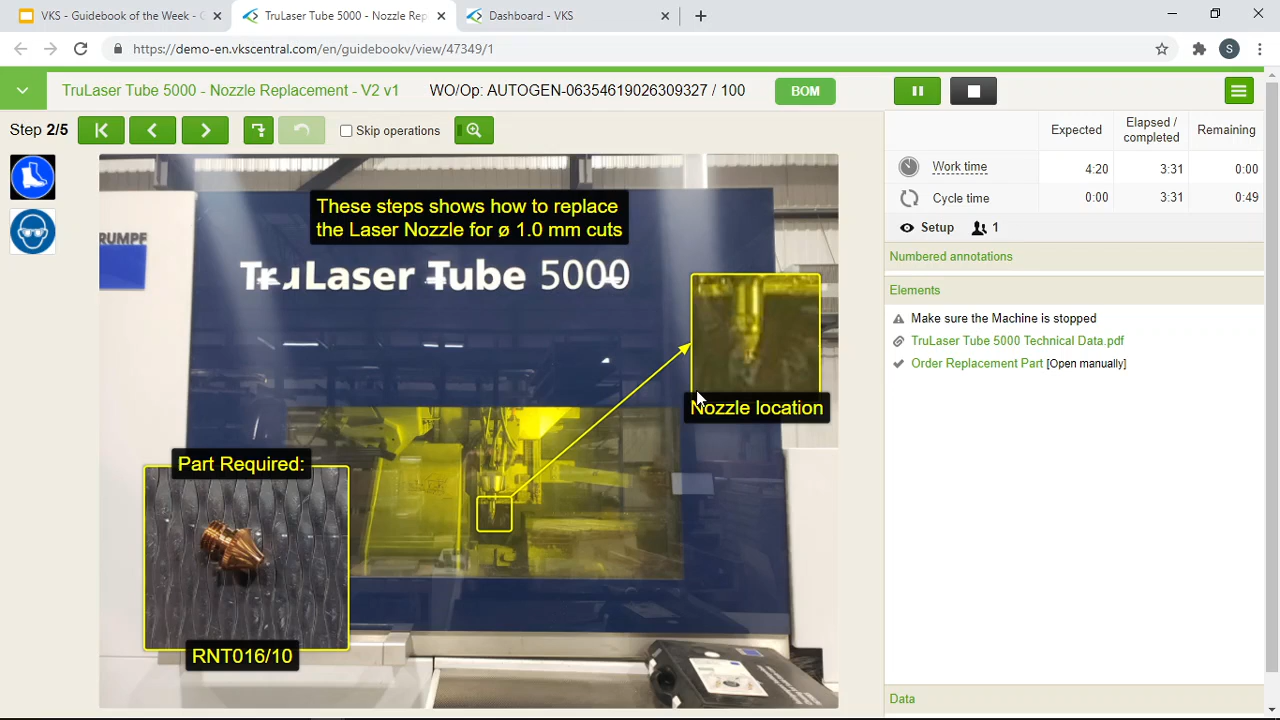 VKS - Guidebook of the Week - G
TruLaser Tube 5000 - Nozzle Rep
Dashboard - VKS
https://demo-en.vkscentral.com/en/guidebookv/view/47349/1
S
TruLaser Tube 5000 - Nozzle Replacement - V2 v1
WO/Op: AUTOGEN-06354619026309327 / 100
BOM
Step 2/5
Skip operations
Expected
Elapsed / completed
Remaining
Work time
4:20
3:31
0:00
Cycle time
0:00
3:31
0:49
Setup
1
Numbered annotations
Elements
Make sure the Machine is stopped
TruLaser Tube 5000 Technical Data.pdf
Order Replacement Part [Open manually]
Data
These steps shows how to replace
the Laser Nozzle for ø 1.0 mm cuts
RUMPF
TruLaser Tube 5000
Nozzle location
Part Required:
RNT016/10